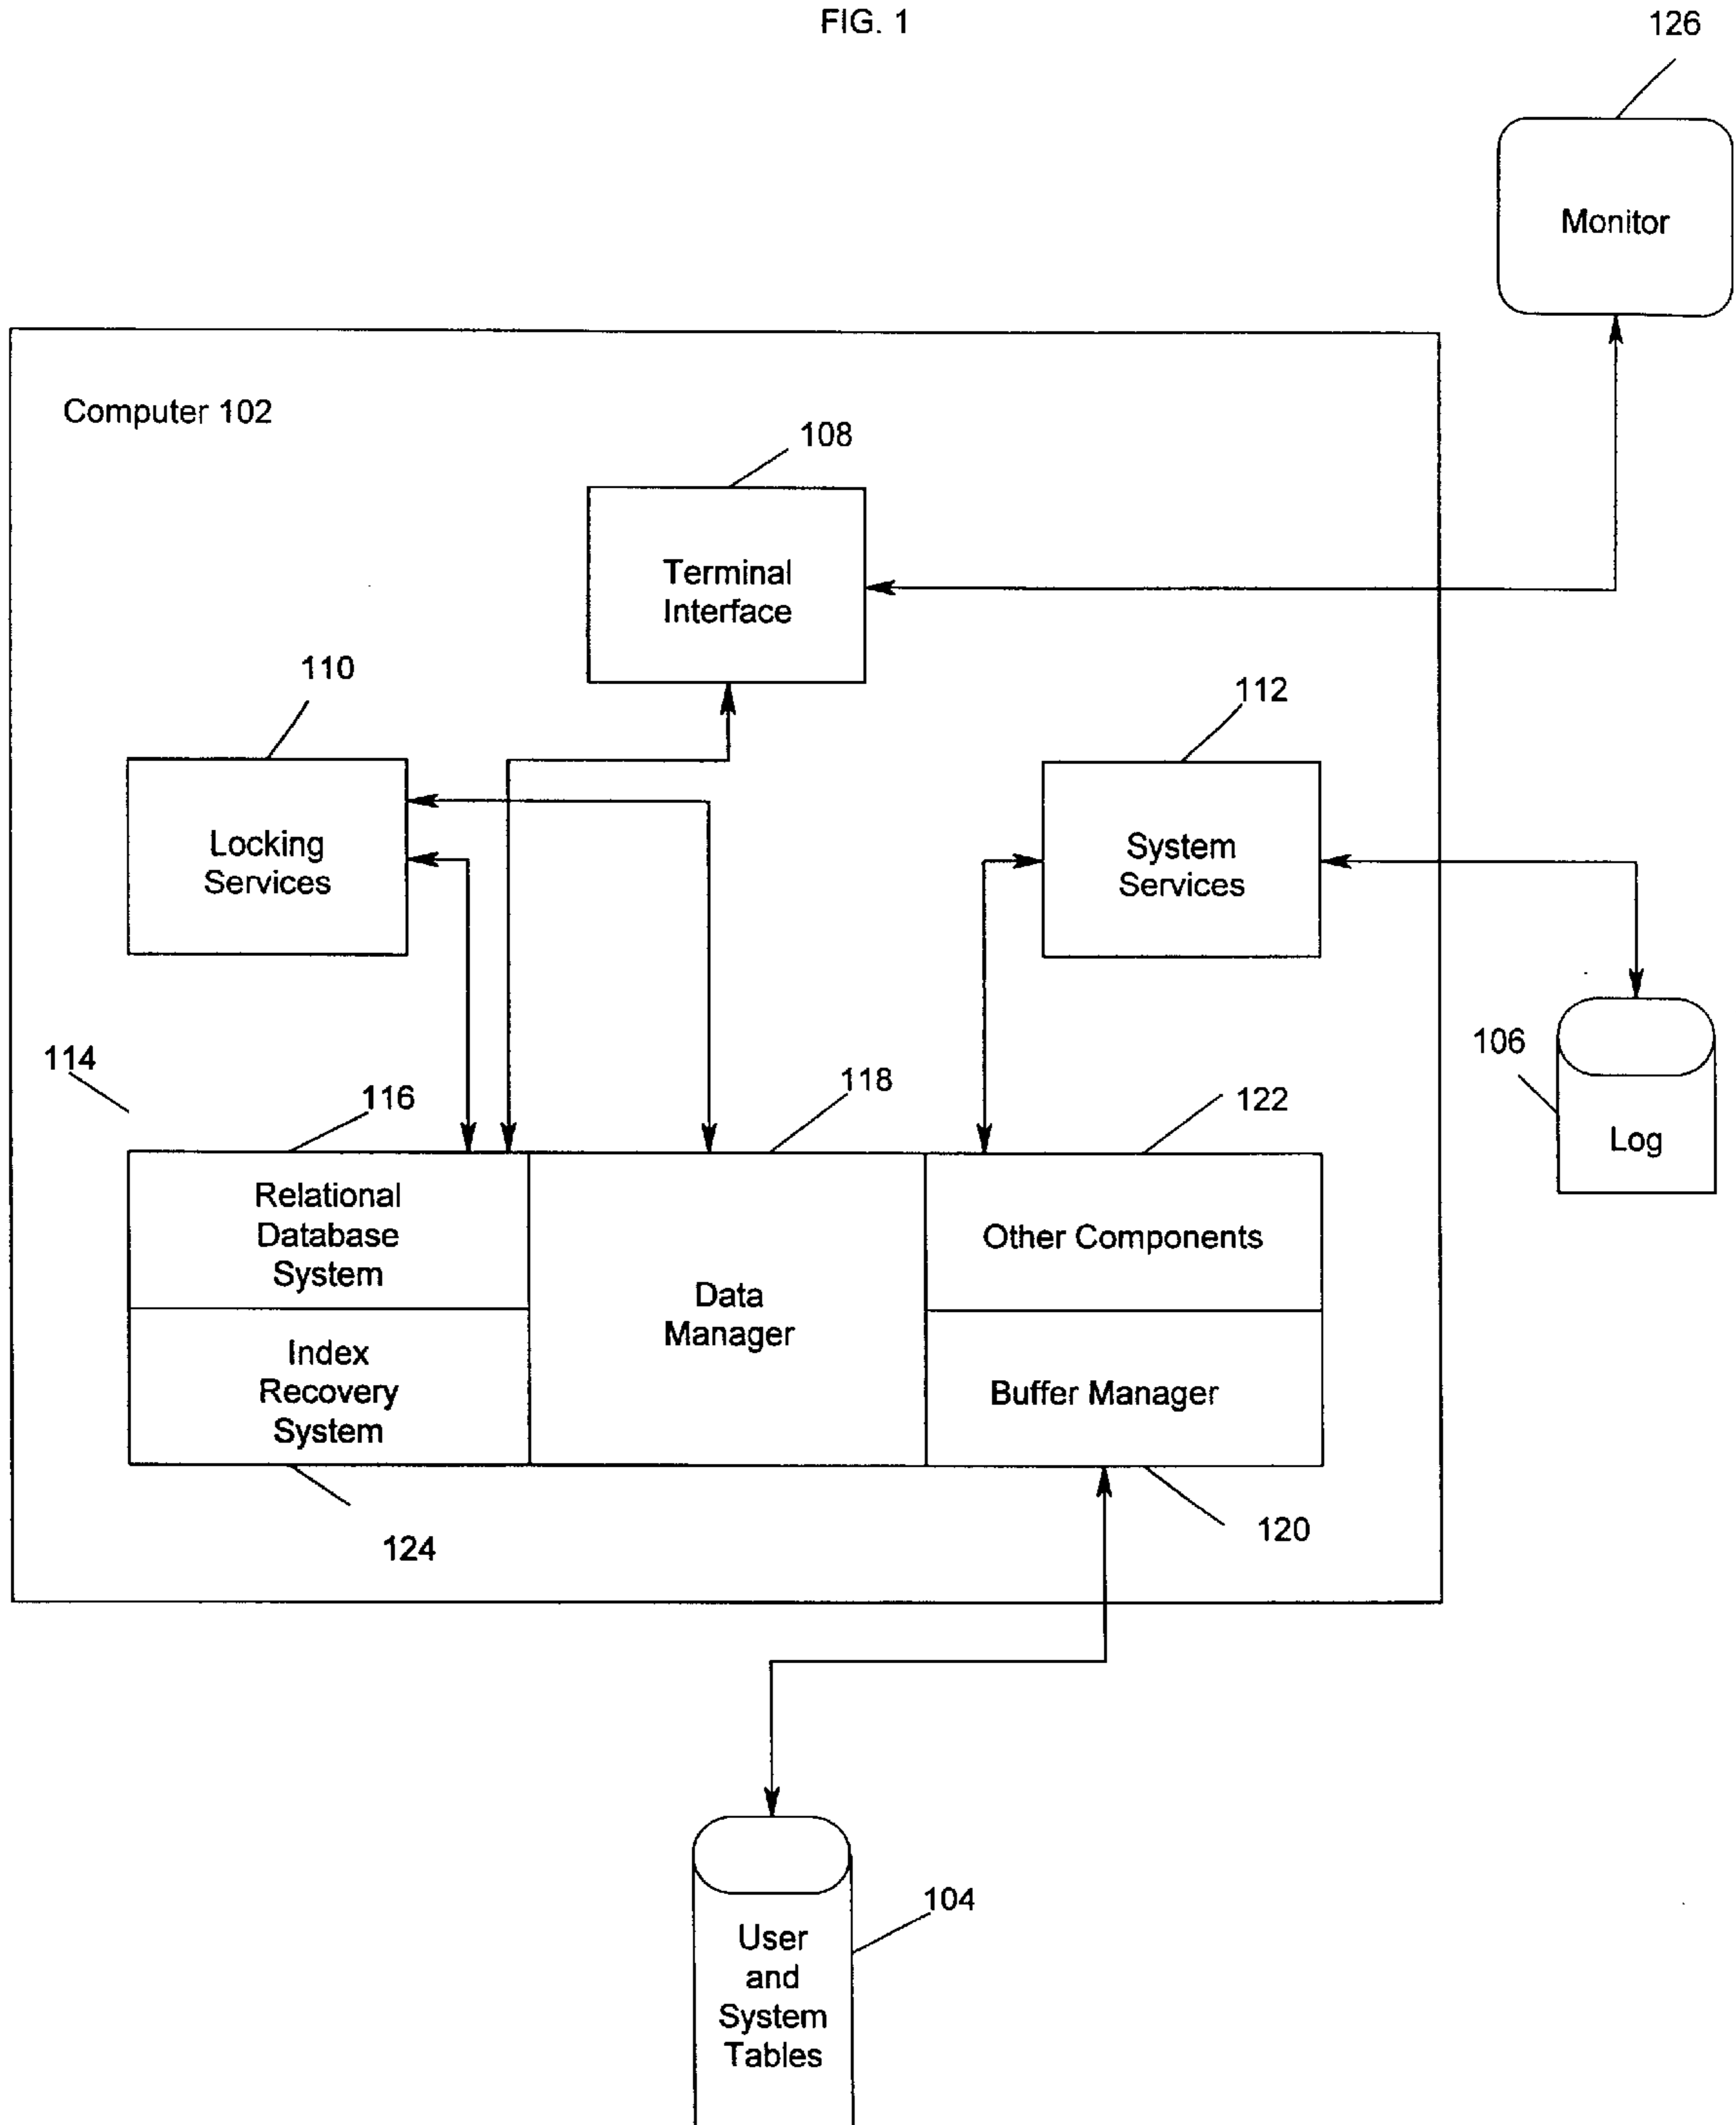 FIG. 1
126
Monitor
Computer 102
108
Terminal
Interface
110
112
Locking
Services
System
Services
114
116
118
122
106
Log
Relational
Database
System
Data
Manager
Other Components
Index
Recovery
System
Buffer Manager
124
120
104
User
and
System
Tables